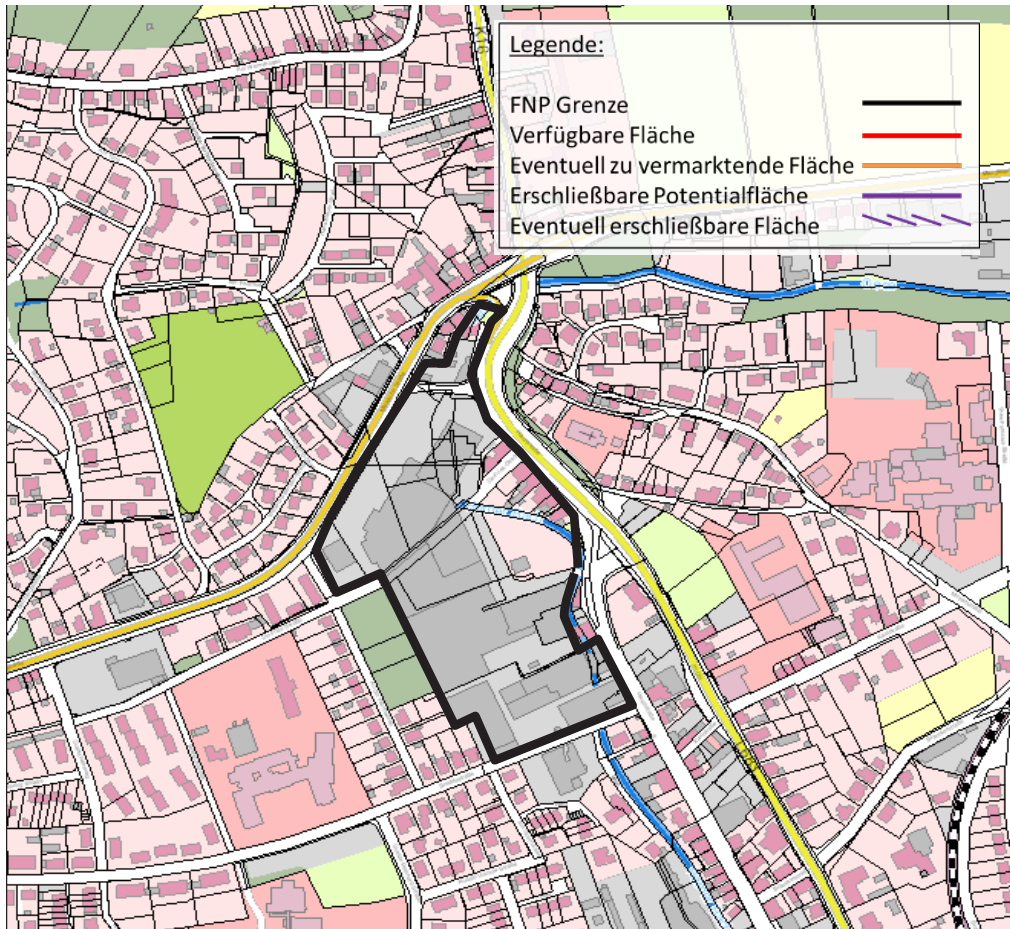 Legende:
FNP Grenze
Verfügbare Fläche
Eventuell zu vermarktende Fläche
Erschließbare Potentialfläche
Eventuell erschließbare Fläche